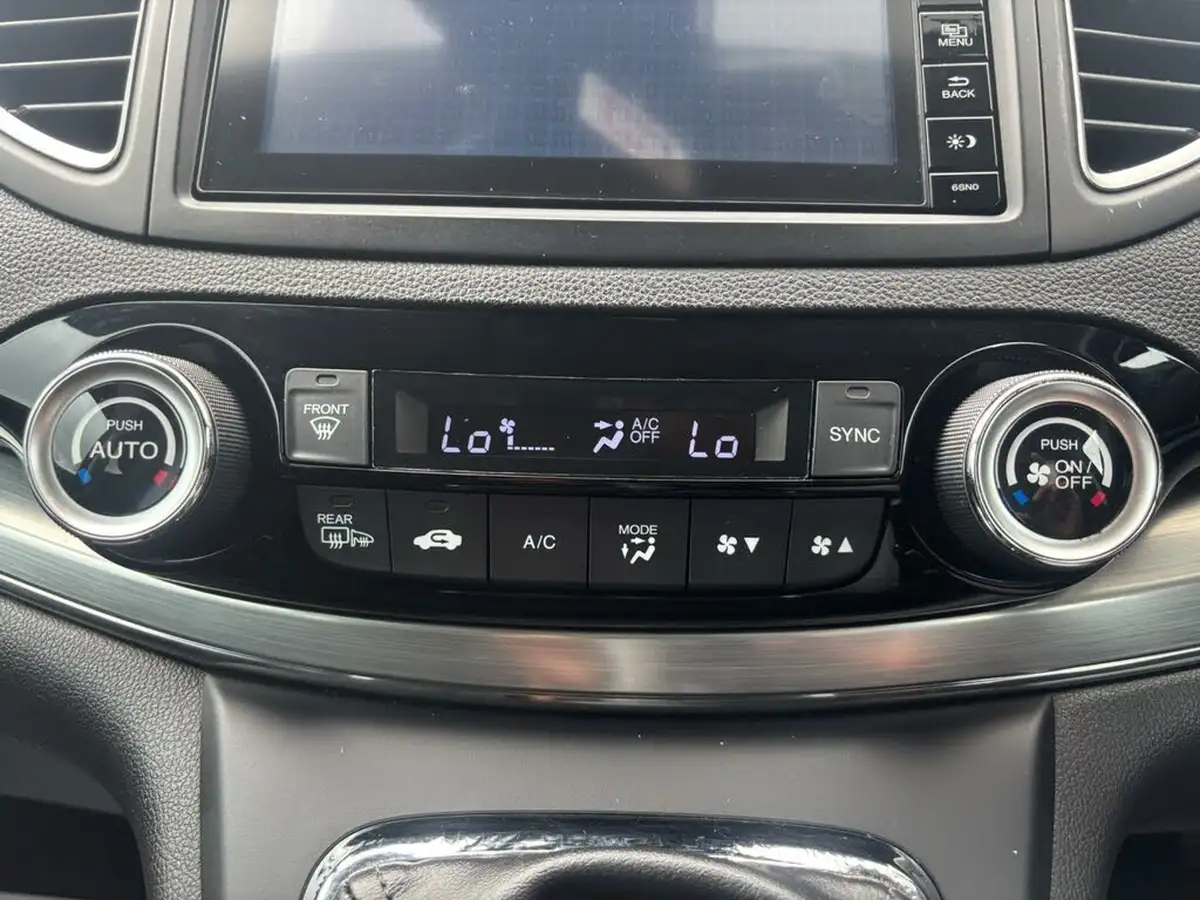 MENU
BACK
6SN0
PUSH
AUTO
FRONT
Lo
A/C
OFF
Lo
SYNC
PUSH
ON/
OFF
REAR
A/C
MODE